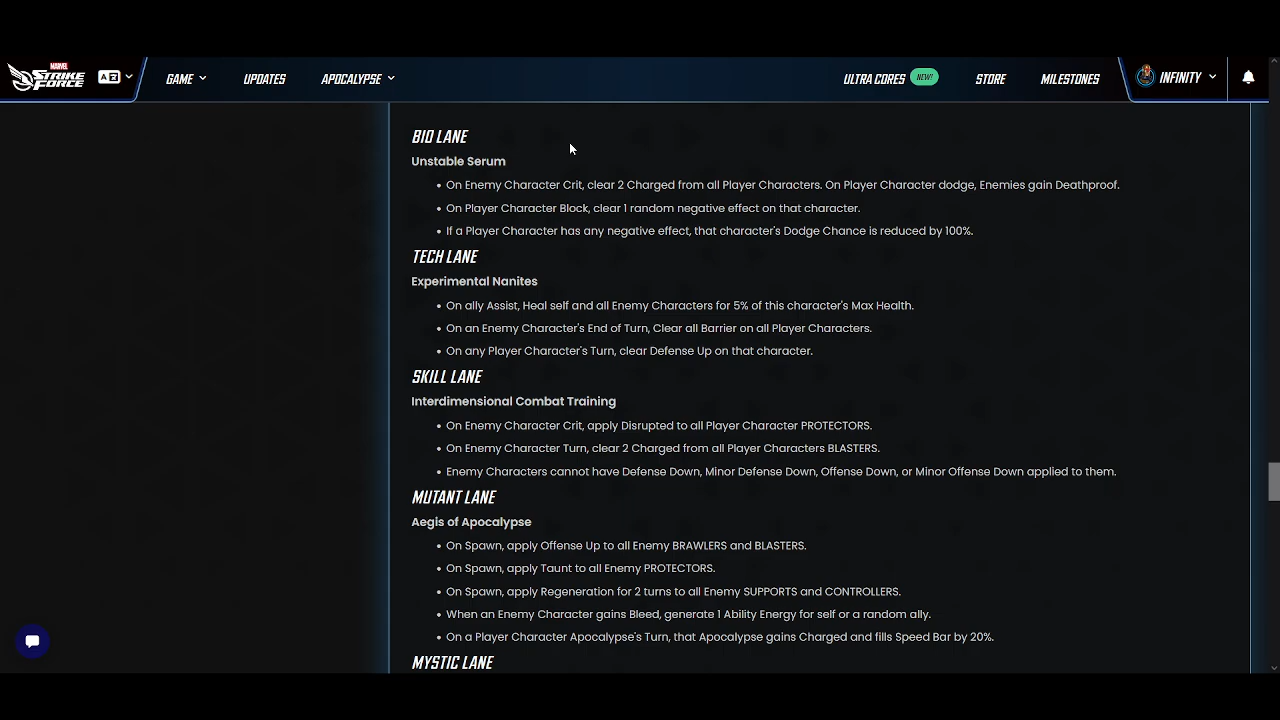 MARVEL
STRIKE FORCE
GAME
UPDATES
APOCALYPSE
ULTRA CORES NEW!
STORE
MILESTONES
INFINITY
BIO LANE
Unstable Serum
• On Enemy Character Crit, clear 2 Charged from all Player Characters. On Player Character dodge, Enemies gain Deathproof.
• On Player Character Block, clear 1 random negative effect on that character.
• If a Player Character has any negative effect, that character's Dodge Chance is reduced by 100%.
TECH LANE
Experimental Nanites
• On ally Assist, Heal self and all Enemy Characters for 5% of this character's Max Health.
• On an Enemy Character's End of Turn, Clear all Barrier on all Player Characters.
• On any Player Character's Turn, clear Defense Up on that character.
SKILL LANE
Interdimensional Combat Training
• On Enemy Character Crit, apply Disrupted to all Player Character PROTECTORS.
• On Enemy Character Turn, clear 2 Charged from all Player Characters BLASTERS.
• Enemy Characters cannot have Defense Down, Minor Defense Down, Offense Down, or Minor Offense Down applied to them.
MUTANT LANE
Aegis of Apocalypse
• On Spawn, apply Offense Up to all Enemy BRAWLERS and BLASTERS.
• On Spawn, apply Taunt to all Enemy PROTECTORS.
• On Spawn, apply Regeneration for 2 turns to all Enemy SUPPORTS and CONTROLLERS.
• When an Enemy Character gains Bleed, generate 1 Ability Energy for self or a random ally.
• On a Player Character Apocalypse's Turn, that Apocalypse gains Charged and fills Speed Bar by 20%.
MYSTIC LANE